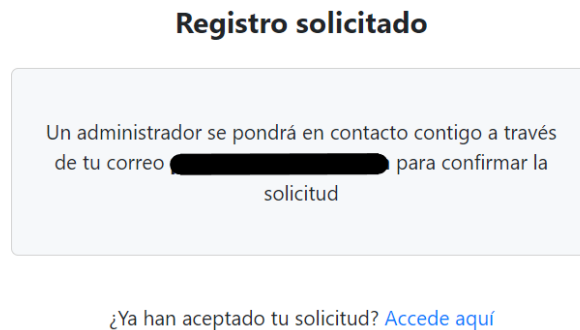 Registro solicitado
Un administrador se pondrá en contacto contigo a través
de tu correo para confirmar la
solicitud
¿Ya han aceptado tu solicitud? Accede aquí